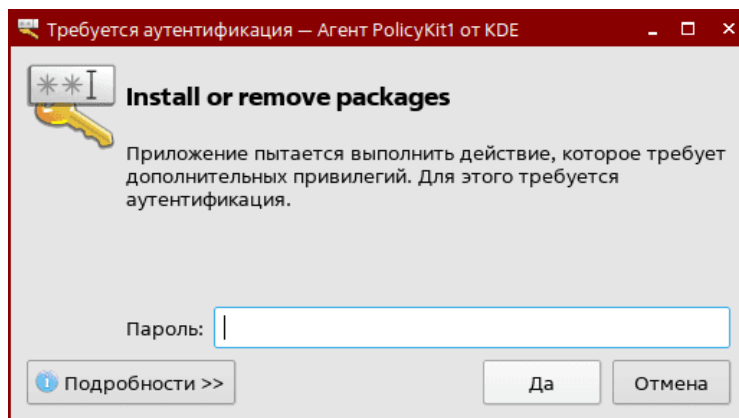 Требуется аутентификация — Агент PolicyKit1 от KDE
Install or remove packages
Приложение пытается выполнить действие, которое требует
дополнительных привилегий. Для этого требуется
аутентификация.
Пароль:
Подробности >>
Да
Отмена